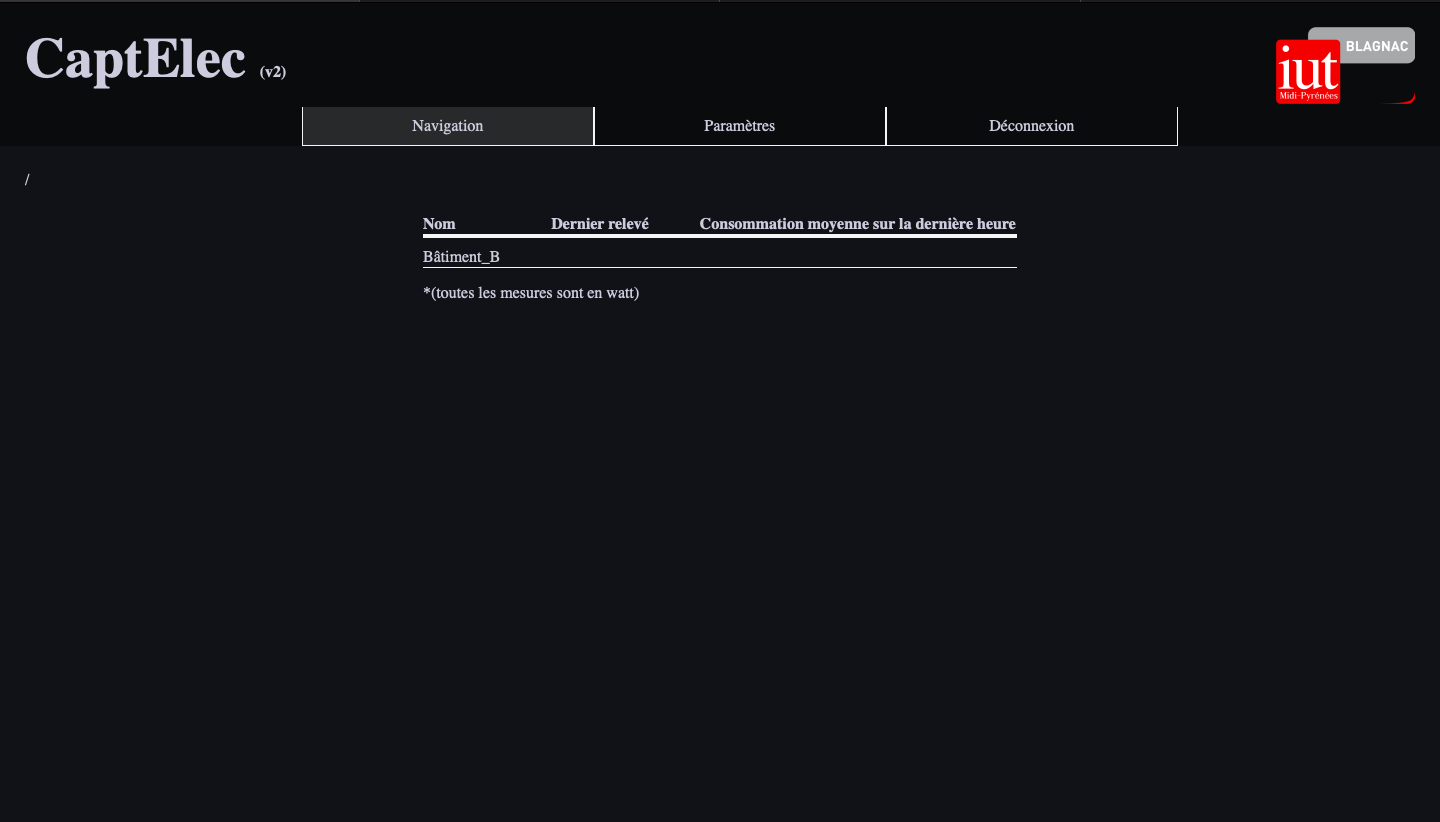 CaptElec (v2)
BLAGNAC
iut
Midi-Pyrénées
Navigation Paramètres Déconnexion
/
Nom Dernier relevé Consommation moyenne sur la dernière heure
Bâtiment_B
*(toutes les mesures sont en watt)